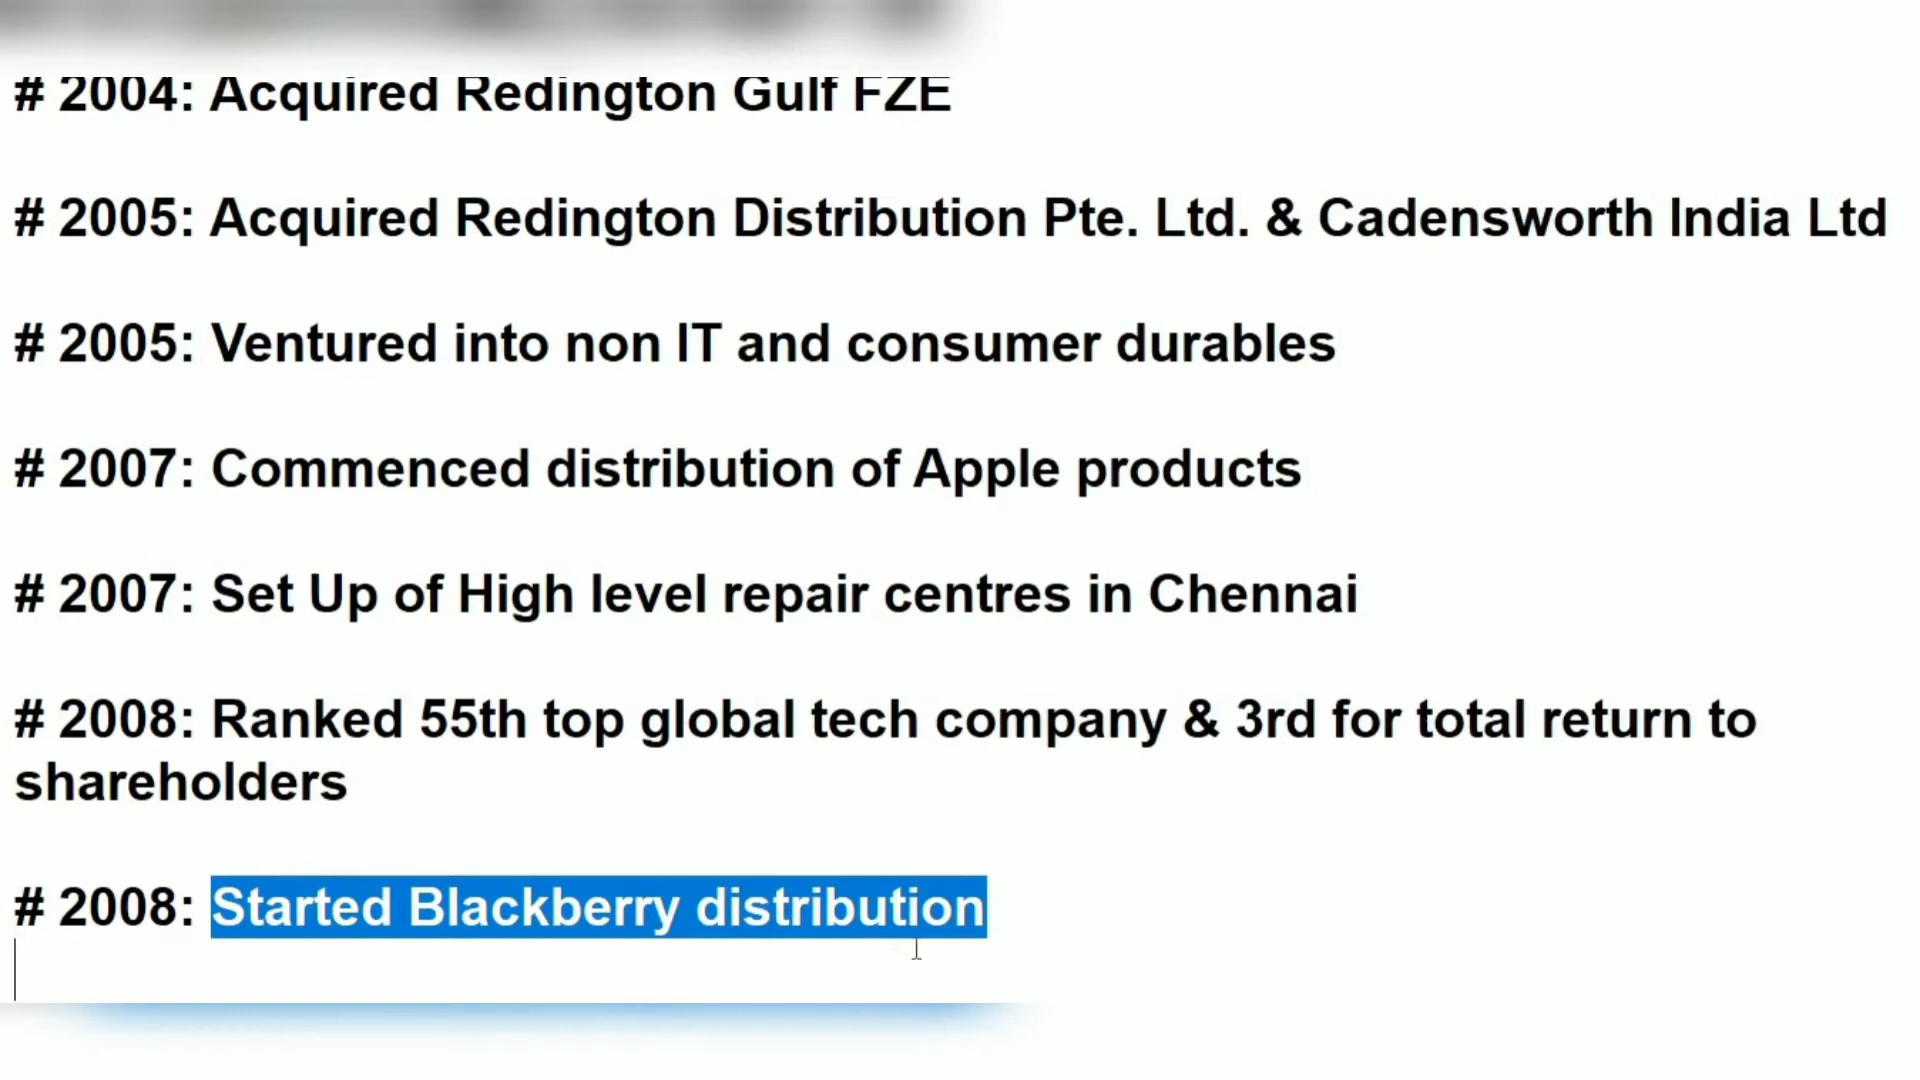 # 2004: Acquired Redington Gulf FZE
# 2005: Acquired Redington Distribution Pte. Ltd. & Cadensworth India Ltd
# 2005: Ventured into non IT and consumer durables
# 2007: Commenced distribution of Apple products
# 2007: Set Up of High level repair centres in Chennai
# 2008: Ranked 55th top global tech company & 3rd for total return to
shareholders
# 2008: Started Blackberry distribution